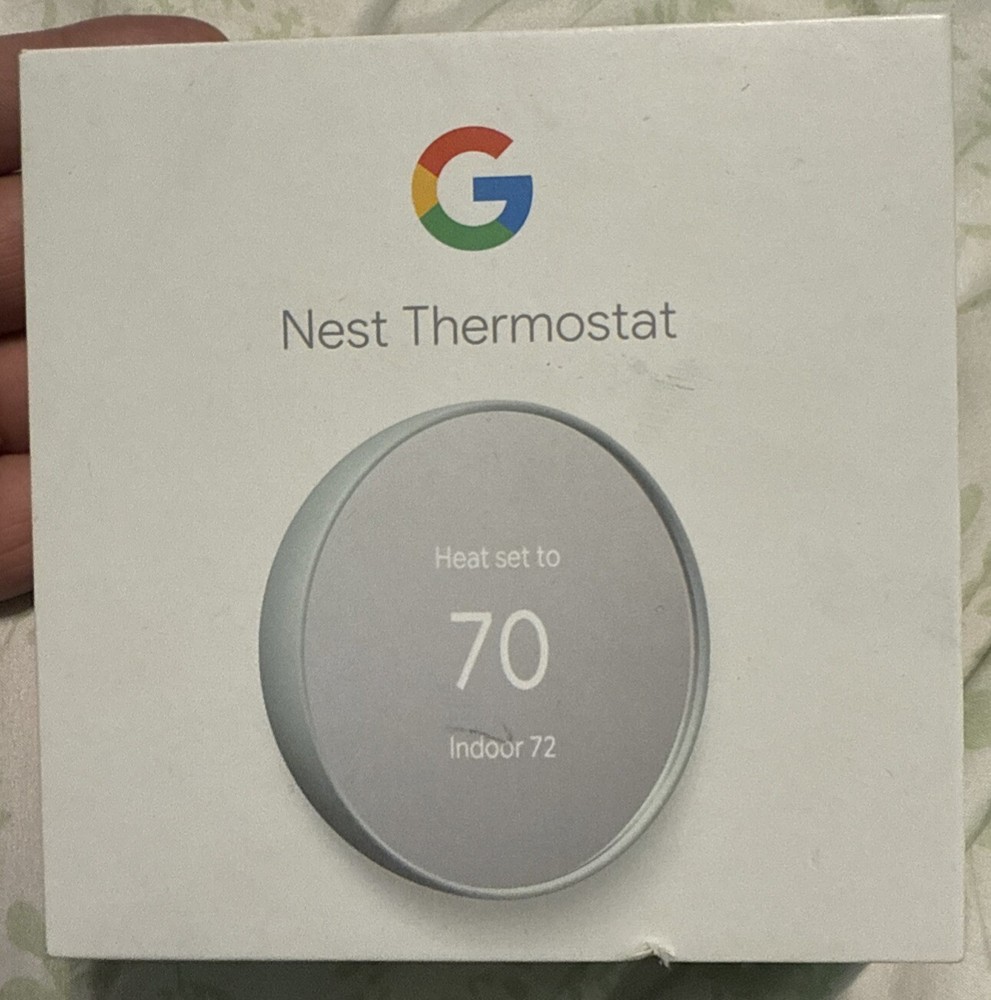 Nest Thermostat
Heat set to
70
Indoor 72